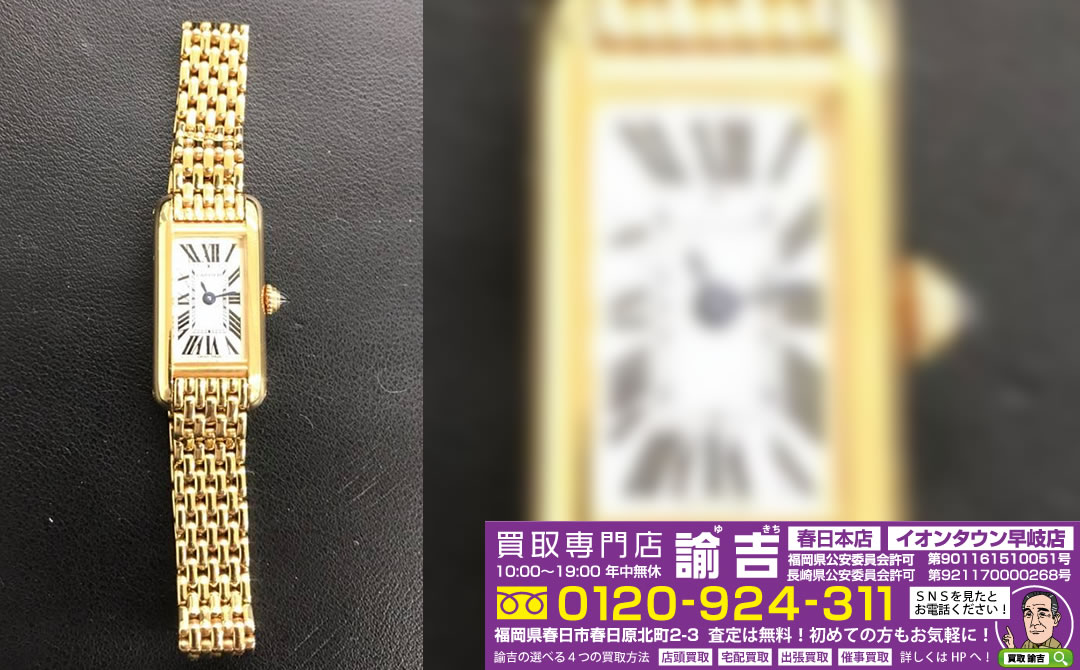 買取専門店
諭吉
ゆ きち
10:00〜19:00 年中無休
春日本店 イオンタウン早岐店
福岡県公安委員会許可 第901161510051号
長崎県公安委員会許可 第921170000268号
0120-924-311
SNSを見たと
お電話ください！
福岡県春日市春日原北町2-3 査定は無料！初めての方もお気軽に！
諭吉の選べる4つの買取方法 店頭買取 宅配買取 出張買取 催事買取 詳しくはHPへ！
買取 諭吉